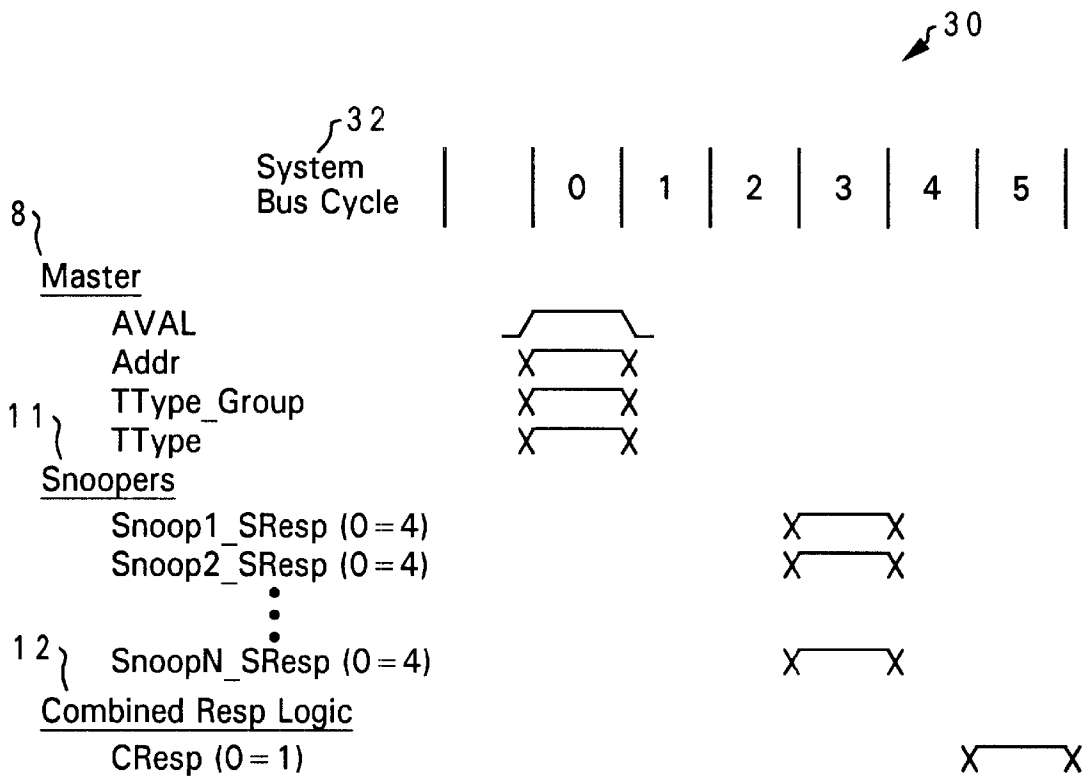 30
32
System
Bus Cycle
0 1 2 3 4 5
8
Master
AVAL
Addr
TType_Group
11
TType
Snoopers
Snoop1_SResp (0=4)
Snoop2_SResp (0=4)
12
SnoopN_SResp (0=4)
Combined Resp Logic
CResp (0=1)